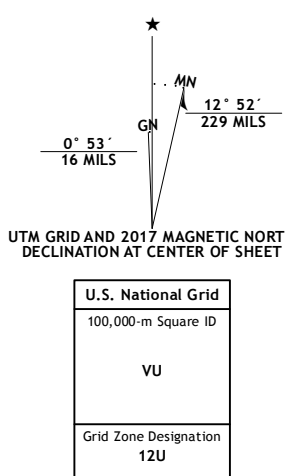 ★
MN
GN
12° 52´
229 MILS
0° 53´
16 MILS
UTM GRID AND 2017 MAGNETIC NORT
DECLINATION AT CENTER OF SHEET
U.S. National Grid
100,000-m Square ID
VU
Grid Zone Designation
12U